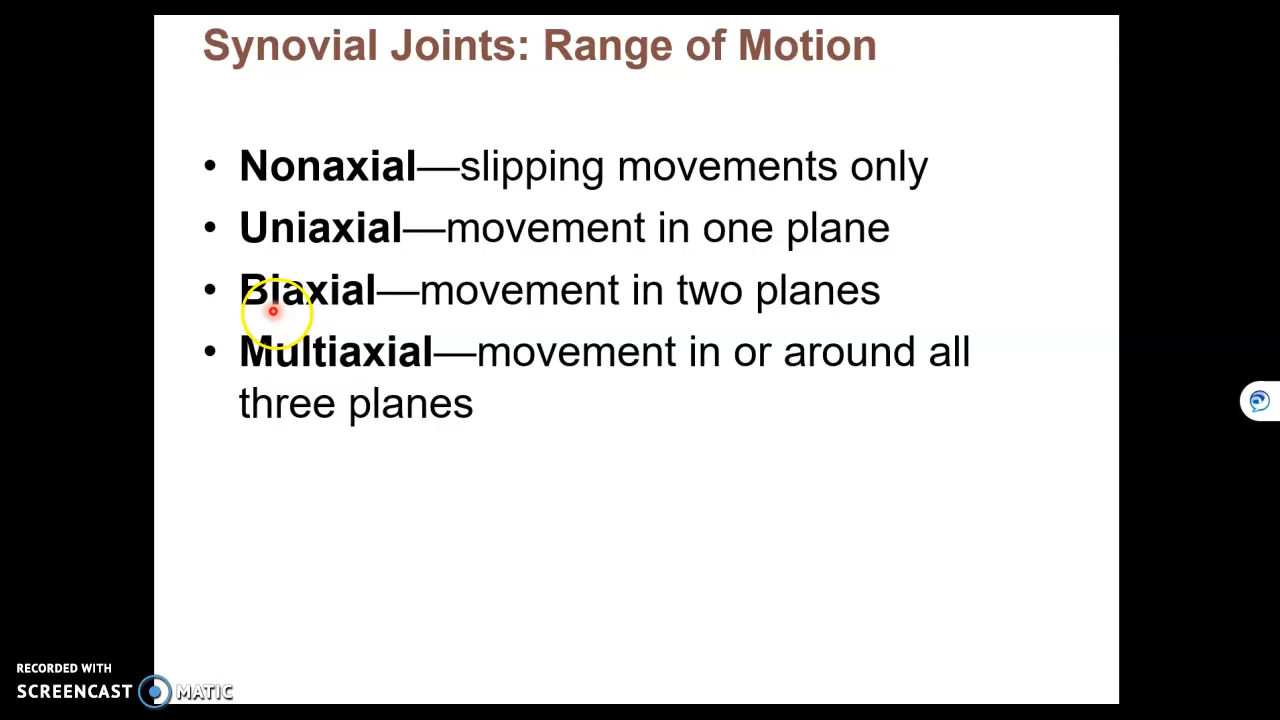 Synovial Joints: Range of Motion
• Nonaxial—slipping movements only
• Uniaxial—movement in one plane
• Biaxial—movement in two planes
• Multiaxial—movement in or around all
three planes
RECORDED WITH
SCREENCAST MATIC